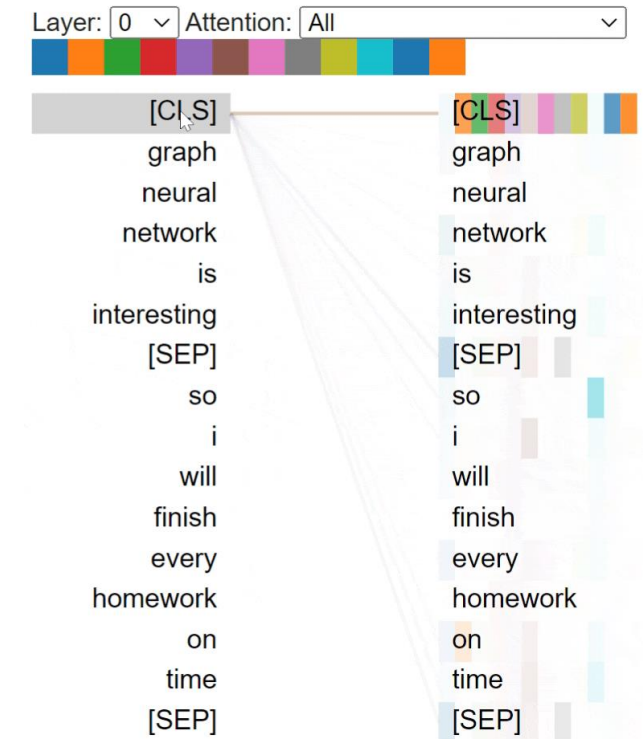 Layer: 0 Attention: All
[CLS] [CLS]
graph graph
neural neural
network network
is is
interesting interesting
[SEP] [SEP]
so so
i i
will will
finish finish
every every
homework homework
on on
time time
[SEP] [SEP]